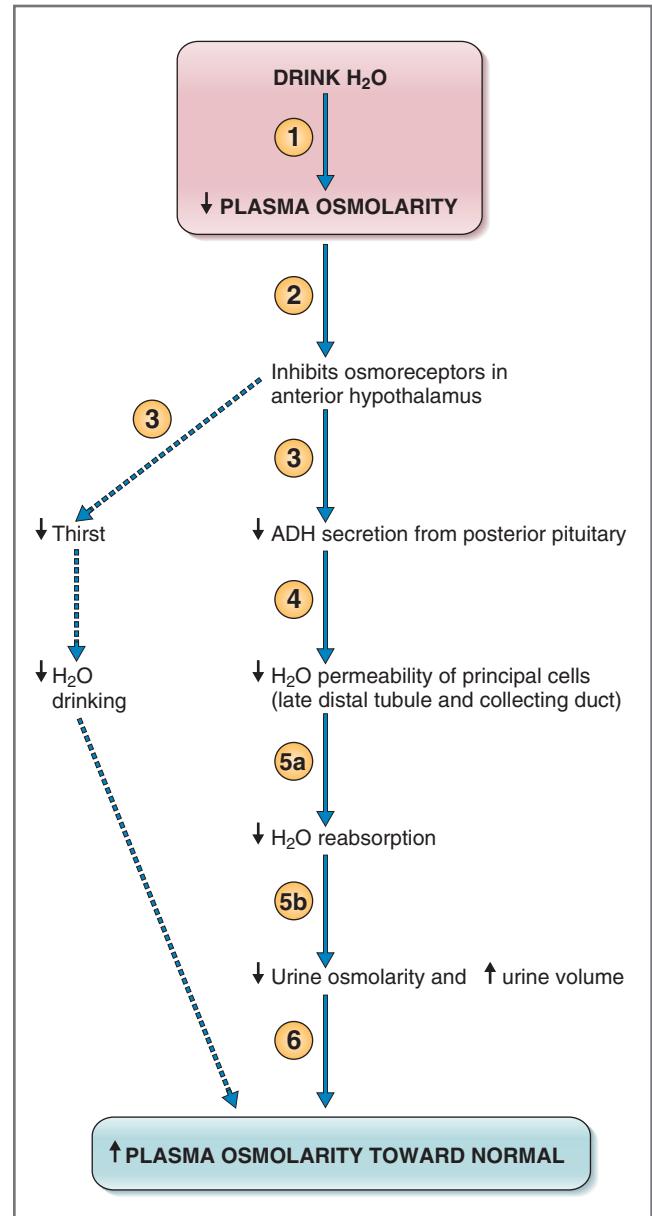 DRINK H₂O
1
↓ PLASMA OSMOLARITY
2
Inhibits osmoreceptors in
anterior hypothalamus
3
3
↓ Thirst
↓ ADH secretion from posterior pituitary
4
↓ H₂O
drinking
↓ H₂O permeability of principal cells
(late distal tubule and collecting duct)
5a
↓ H₂O reabsorption
5b
↓ Urine osmolarity and ↑ urine volume
6
↑ PLASMA OSMOLARITY TOWARD NORMAL